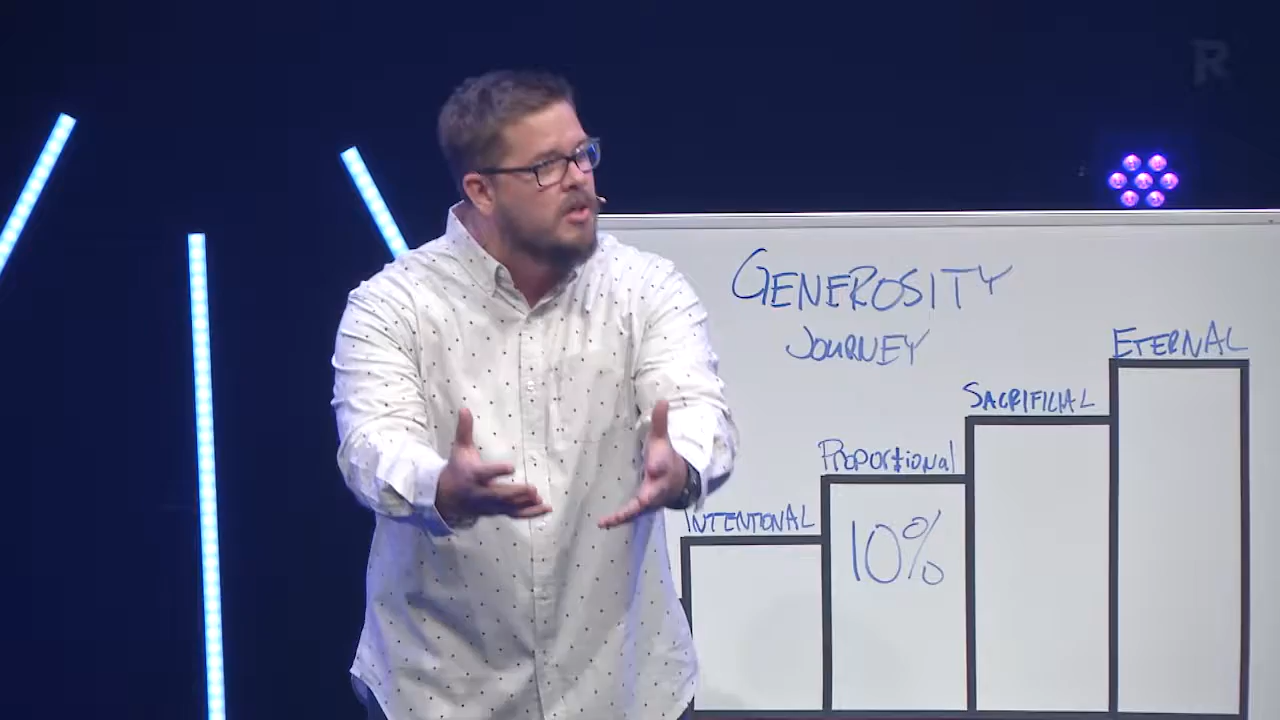 R
GENEROSITY
JOURNEY
ETERNAL
SACRIFICIAL
Proportional
INTENTIONAL
10%